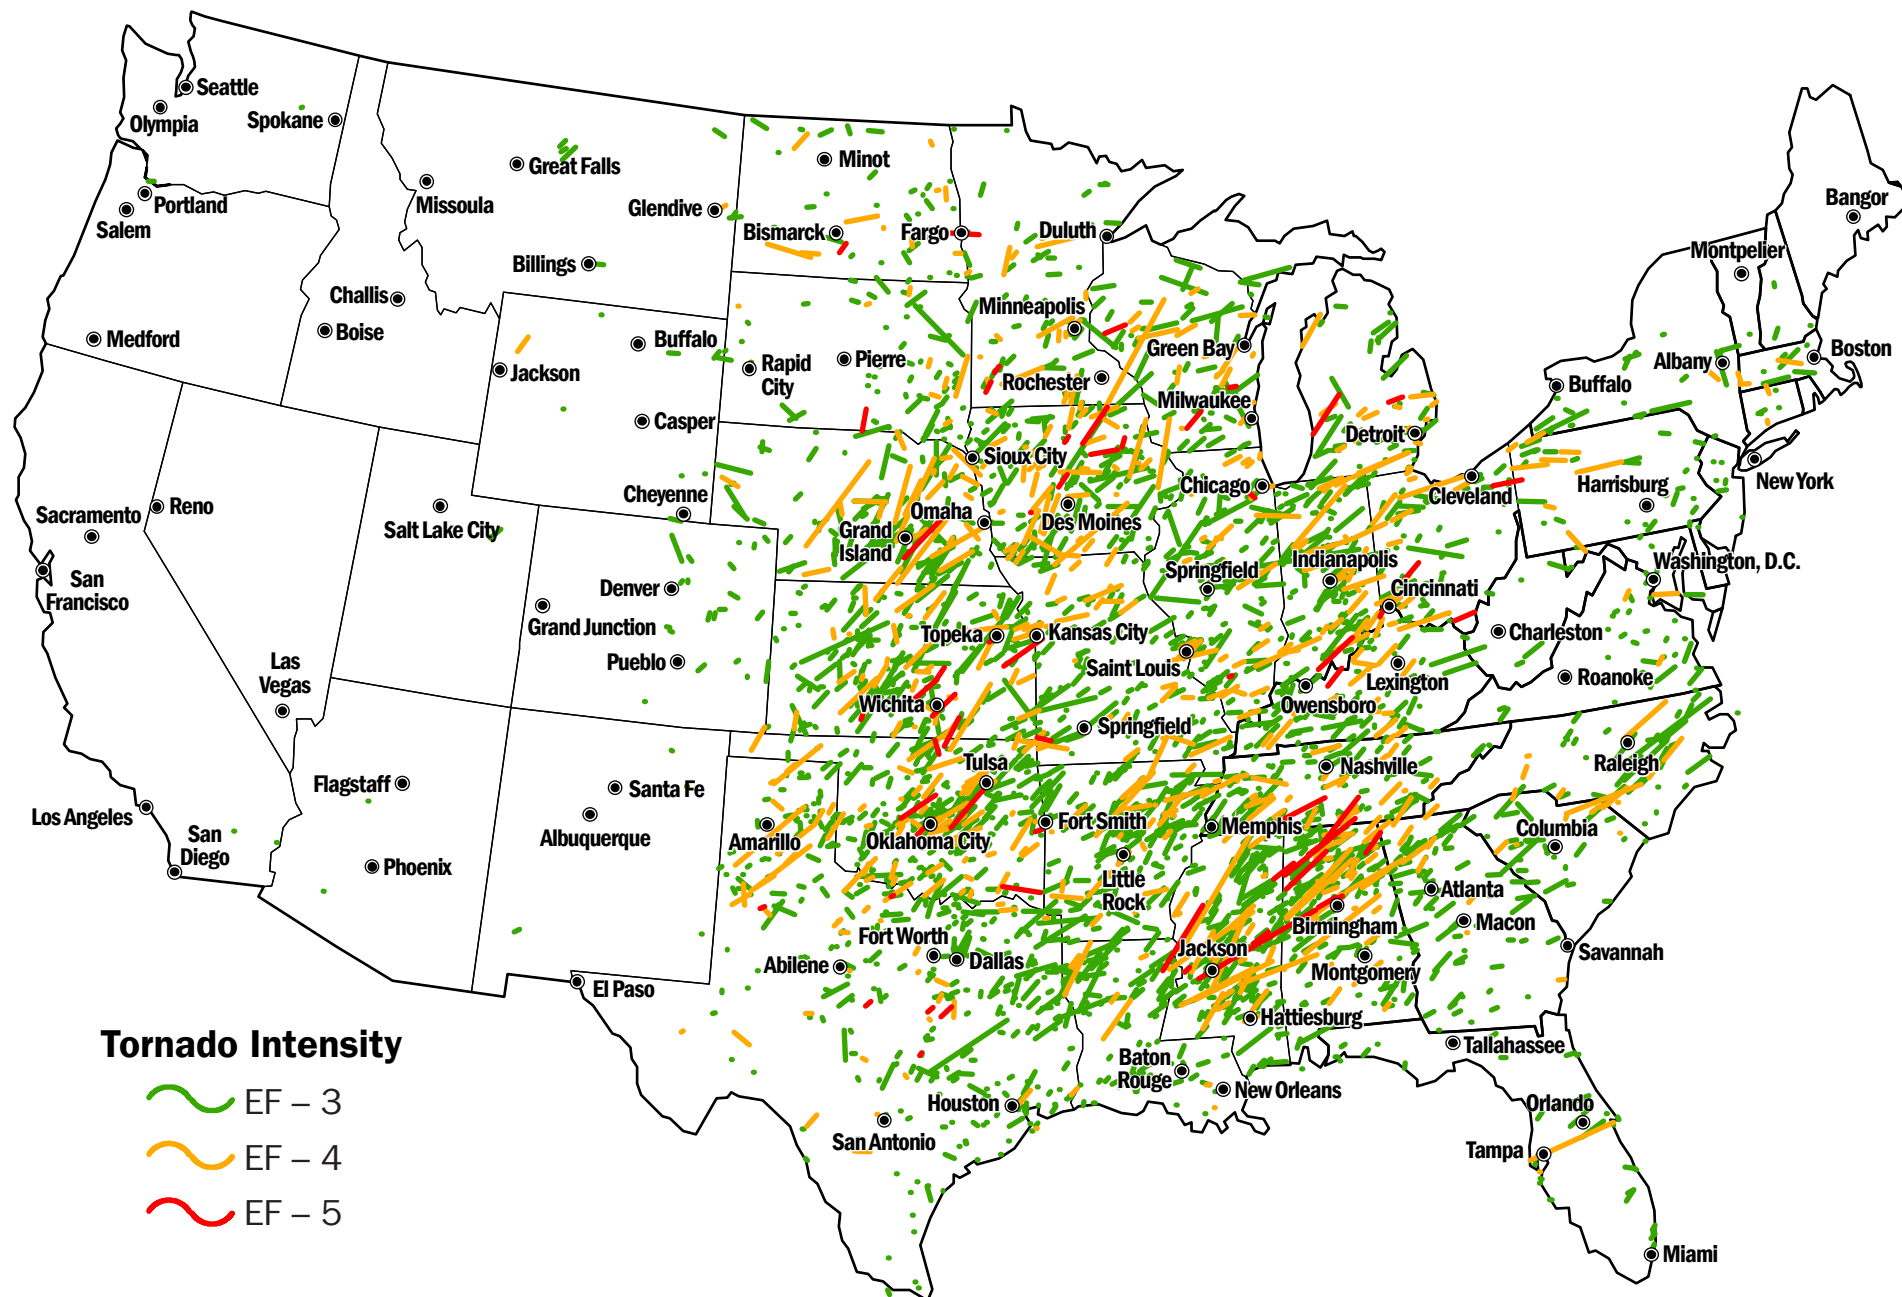 Seattle
Olympia
Spokane
Portland
Salem
Great Falls
Missoula
Glendive
Billings
Minot
Bismarck
Fargo
Duluth
Bangor
Montpelier
Challis
Boise
Medford
Buffalo
Jackson
Casper
Cheyenne
Rapid
City
Pierre
Minneapolis
Green Bay
Rochester
Milwaukee
Detroit
Buffalo
Albany
Boston
New York
Sioux City
Chicago
Cleveland
Harrisburg
Reno
Sacramento
San
Francisco
Salt Lake City
Omaha
Grand
Island
Des Moines
Springfield
Indianapolis
Cincinnati
Washington, D.C.
Denver
Grand Junction
Pueblo
Topeka
Kansas City
Saint Louis
Lexington
Owensboro
Charleston
Roanoke
Las
Vegas
Wichita
Springfield
Tulsa
Nashville
Raleigh
Flagstaff
Santa Fe
Albuquerque
Los Angeles
San
Diego
Phoenix
Amarillo
Oklahoma City
Fort Smith
Memphis
Little
Rock
Columbia
Atlanta
Macon
Birmingham
Savannah
Fort Worth
Abilene
Dallas
Jackson
Montgomery
El Paso
Hattiesburg
Tallahassee
Baton
Rouge
New Orleans
Houston
San Antonio
Orlando
Tampa
Miami
Tornado Intensity
EF – 3
EF – 4
EF – 5